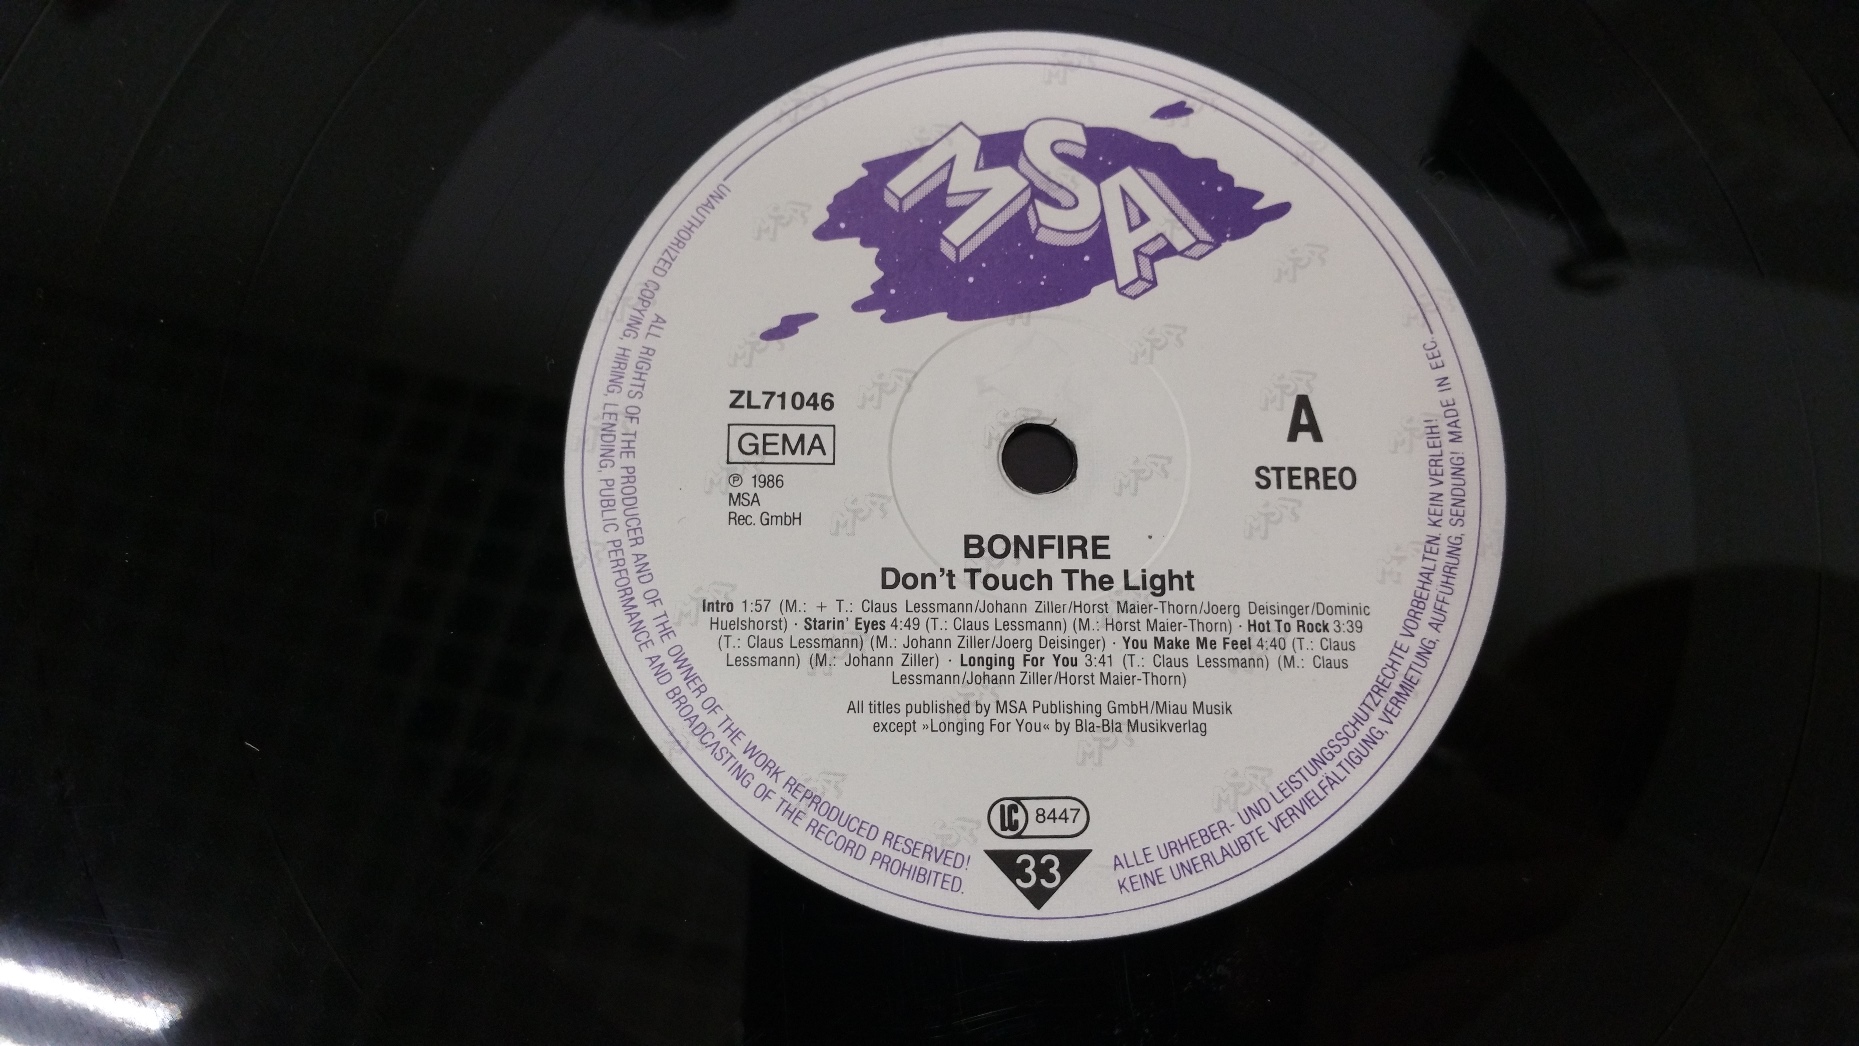 MSA
ZL71046
GEMA
℗ 1986
MSA
Rec. GmbH
A
STEREO
BONFIRE
Don't Touch The Light
Intro 1:57 (M.: + T.: Claus Lessmann/Johann Ziller/Horst Maier-Thorn/Joerg Deisinger/Dominic
Huelshorst) · Starin' Eyes 4:49 (T.: Claus Lessmann) (M.: Horst Maier-Thorn) · Hot To Rock 3:39
(T.: Claus Lessmann) (M.: Johann Ziller/Joerg Deisinger) · You Make Me Feel 4:40 (T.: Claus
Lessmann) (M.: Johann Ziller) · Longing For You 3:41 (T.: Claus Lessmann) (M.: Claus
Lessmann/Johann Ziller/Horst Maier-Thorn)
All titles published by MSA Publishing GmbH/Miau Musik
except »Longing For You« by Bla-Bla Musikverlag
LC 8447
33
ALL RIGHTS OF THE PRODUCER AND OF THE OWNER OF THE WORK REPRODUCED RESERVED!
UNAUTHORIZED COPYING, HIRING, LENDING, PUBLIC PERFORMANCE AND BROADCASTING OF THE RECORD PROHIBITED.
ALLE URHEBER- UND LEISTUNGSSCHUTZRECHTE VORBEHALTEN. KEIN VERLEIH!
KEINE UNERLAUBTE VERVIELFÄLTIGUNG, VERMIETUNG, AUFFÜHRUNG, SENDUNG! MADE IN EEC.